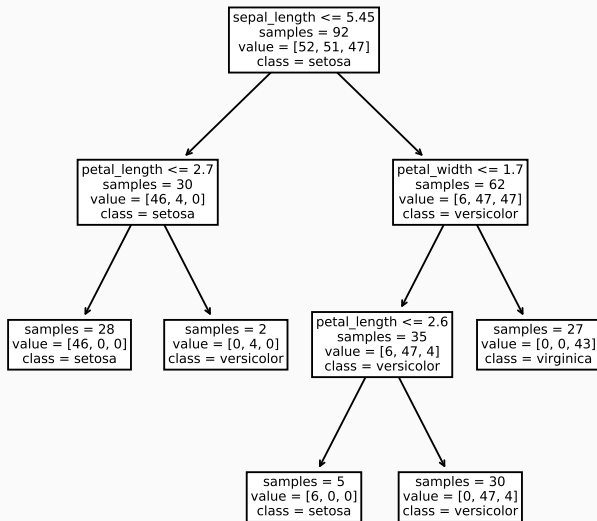 sepal_length <= 5.45
samples = 92
value = [52, 51, 47]
class = setosa
petal_length <= 2.7
samples = 30
value = [46, 4, 0]
class = setosa
petal_width <= 1.7
samples = 62
value = [6, 47, 47]
class = versicolor
samples = 28
value = [46, 0, 0]
class = setosa
samples = 2
value = [0, 4, 0]
class = versicolor
petal_length <= 2.6
samples = 35
value = [6, 47, 4]
class = versicolor
samples = 27
value = [0, 0, 43]
class = virginica
samples = 5
value = [6, 0, 0]
class = setosa
samples = 30
value = [0, 47, 4]
class = versicolor